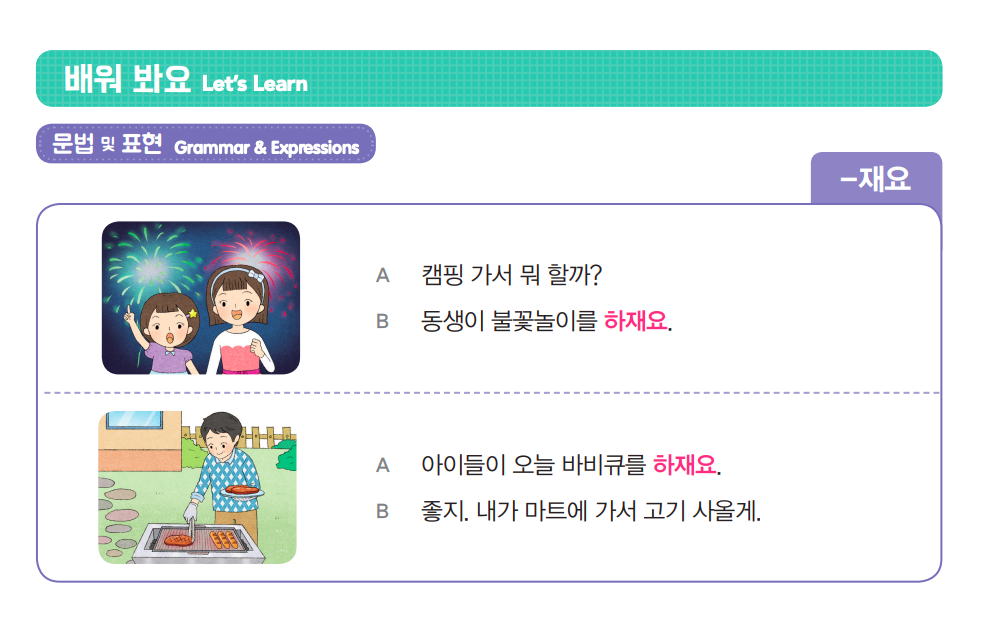 배워 봐요 Let's Learn
문법 및 표현 Grammar & Expressions
-재요
A 캠핑 가서 뭐 할까?
B 동생이 불꽃놀이를 하재요.
A 아이들이 오늘 바비큐를 하재요.
B 좋지. 내가 마트에 가서 고기 사올게.